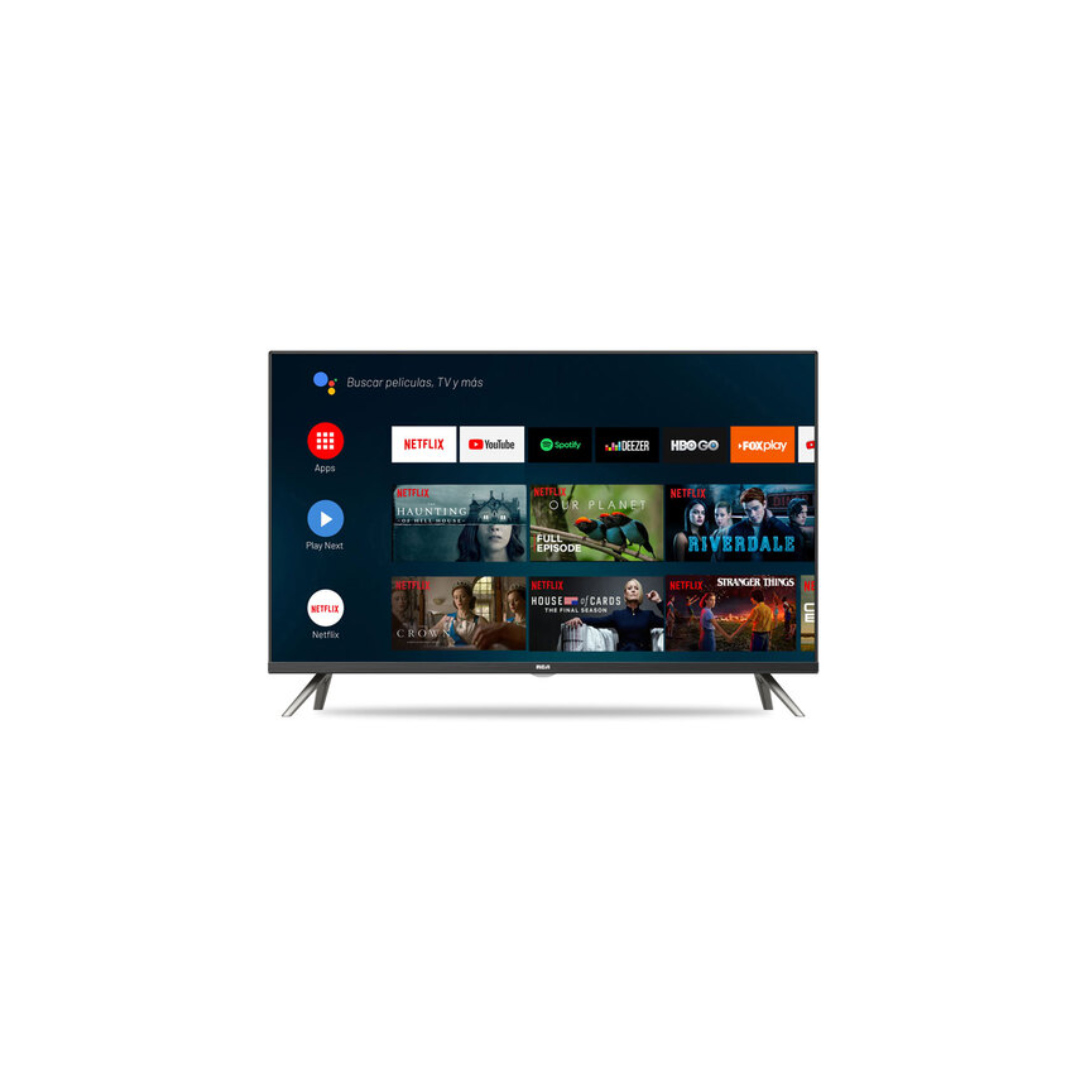 Buscar películas, TV y más
Apps
NETFLIX
YouTube
Spotify
DEEZER
HBO GO
FOXplay
Play Next
NETFLIX
THE HAUNTING
OF HILL HOUSE
NETFLIX
OUR PLANET
FULL
EPISODE
NETFLIX
RIVERDALE
NETFLIX
Netflix
NETFLIX
CROWN
NETFLIX
HOUSE of CARDS
THE FINAL SEASON
NETFLIX
STRANGER THINGS
RCA